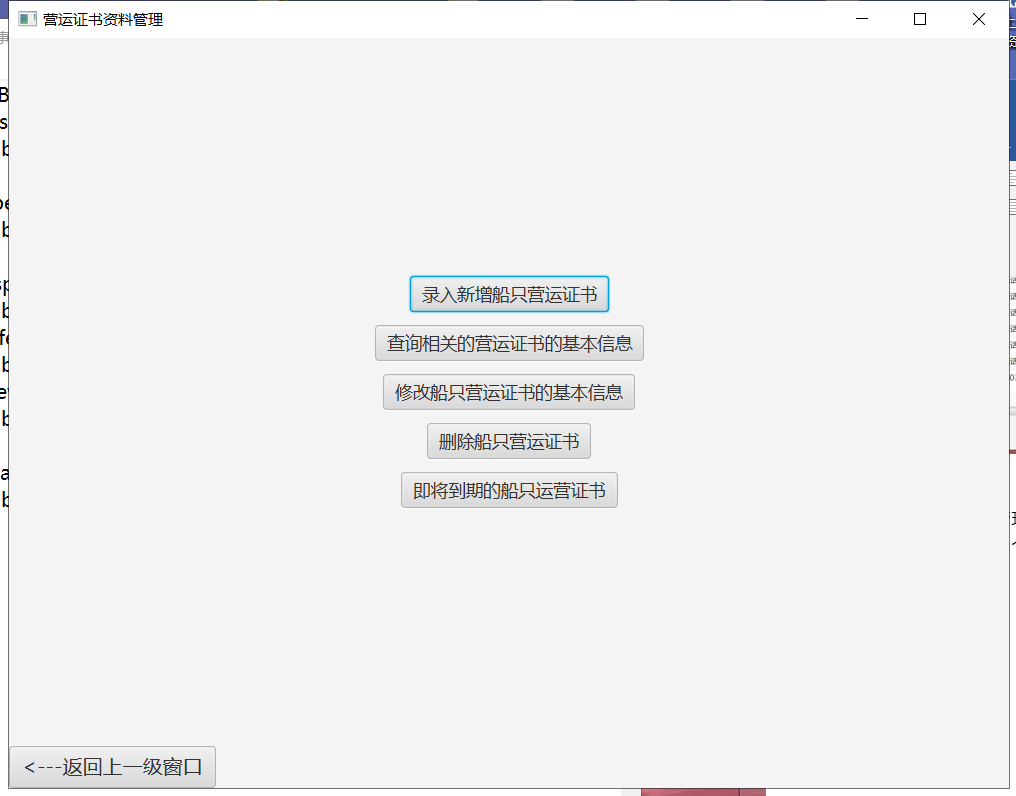 营运证书资料管理
录入新增船只营运证书
查询相关的营运证书的基本信息
修改船只营运证书的基本信息
删除船只营运证书
即将到期的船只运营证书
<---返回上一级窗口